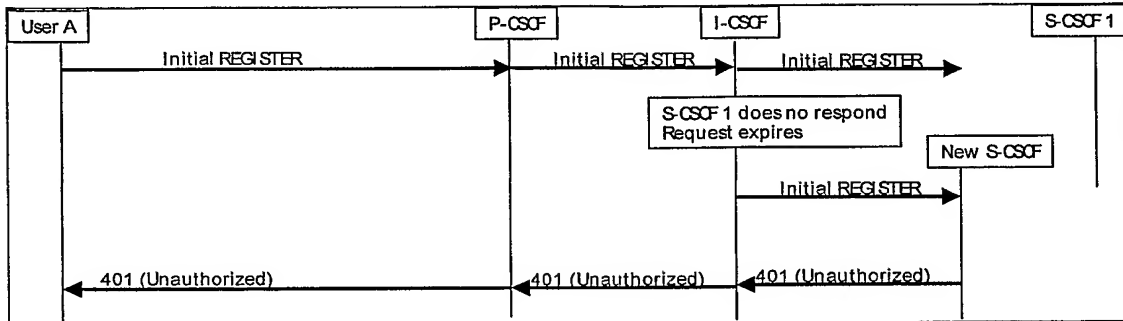 User A
P-CSCF
I-CSCF
S-CSCF 1
Initial REGISTER
Initial REGISTER
Initial REGISTER
S-CSCF 1 does no respond
Request expires
New S-CSCF
Initial REGISTER
401 (Unauthorized)
401 (Unauthorized)
401 (Unauthorized)